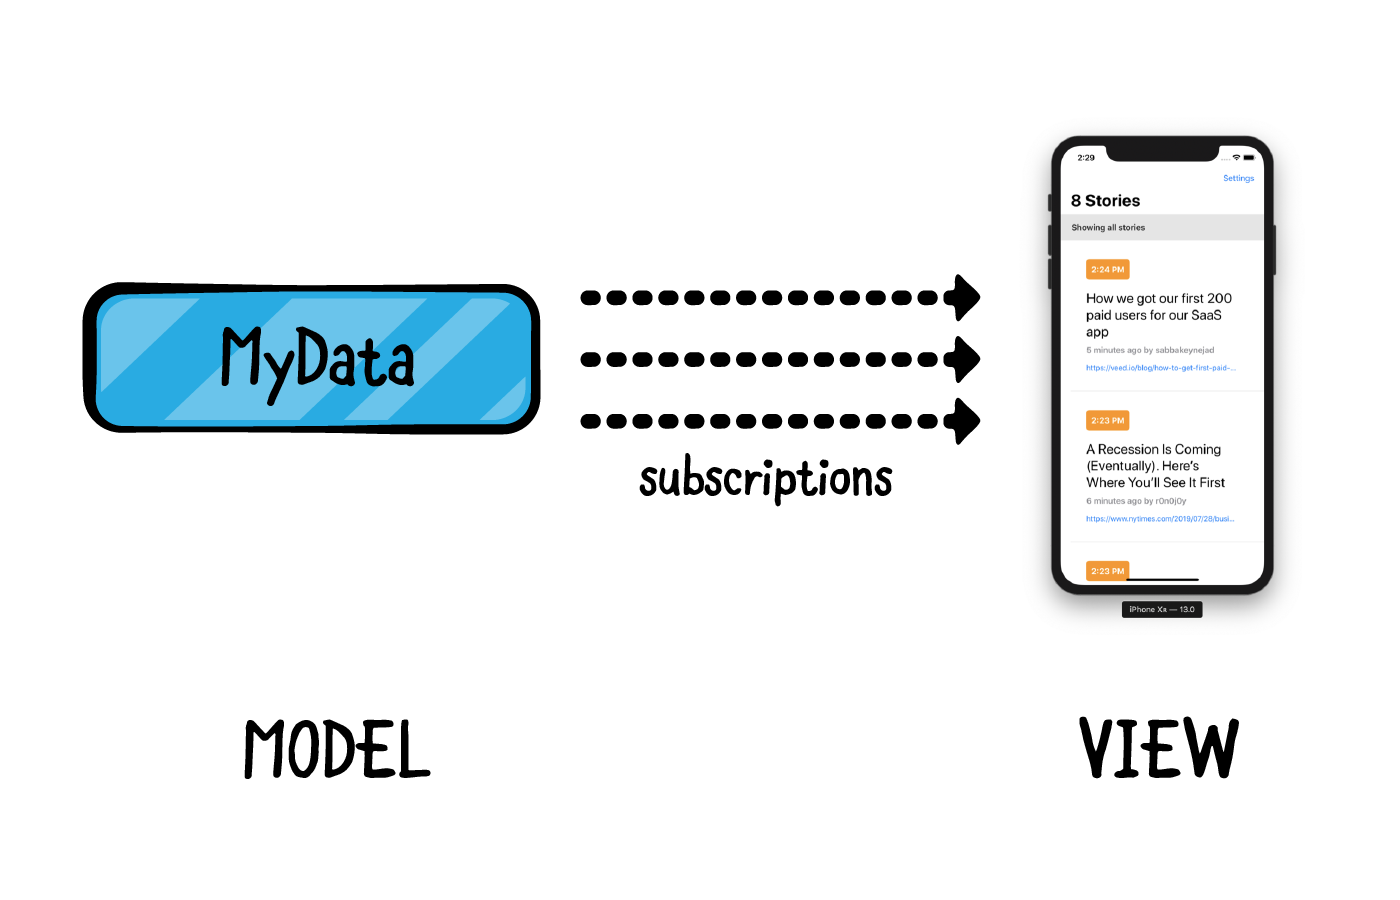 MyData
subscriptions
2:29
Settings
8 Stories
Showing all stories
2:24 PM
How we got our first 200
paid users for our SaaS
app
5 minutes ago by sabbakeynejad
https://veed.io/blog/how-to-get-first-paid-...
2:23 PM
A Recession Is Coming
(Eventually). Here’s
Where You’ll See It First
6 minutes ago by r0n0j0y
https://www.nytimes.com/2019/07/28/busi...
2:23 PM
iPhone Xʀ — 13.0
MODEL
VIEW